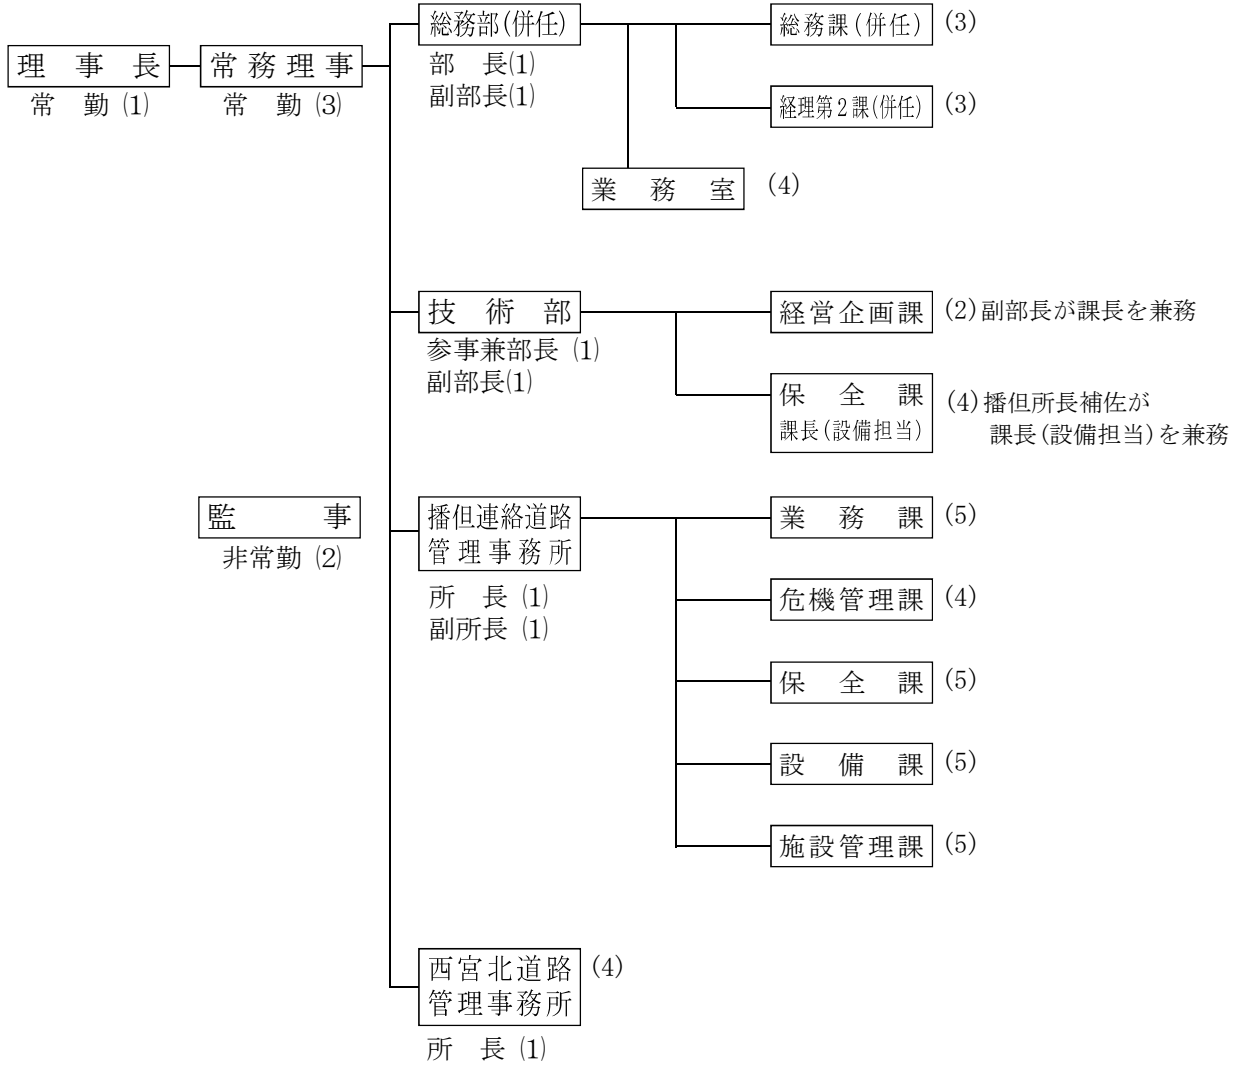 理事長
常　勤 (1)
常務理事
常　勤 (3)
監事
非常勤 (2)
総務部(併任)
部　長(1)
副部長(1)
総務課(併任) (3)
経理第2課(併任) (3)
業務室 (4)
技術部
参事兼部長 (1)
副部長(1)
経営企画課 (2)副部長が課長を兼務
保全課
課長(設備担当)
(4)播但所長補佐が
課長(設備担当)を兼務
播但連絡道路
管理事務所
所　長 (1)
副所長 (1)
業務課 (5)
危機管理課 (4)
保全課 (5)
設備課 (5)
施設管理課 (5)
西宮北道路 (4)
管理事務所
所　長 (1)